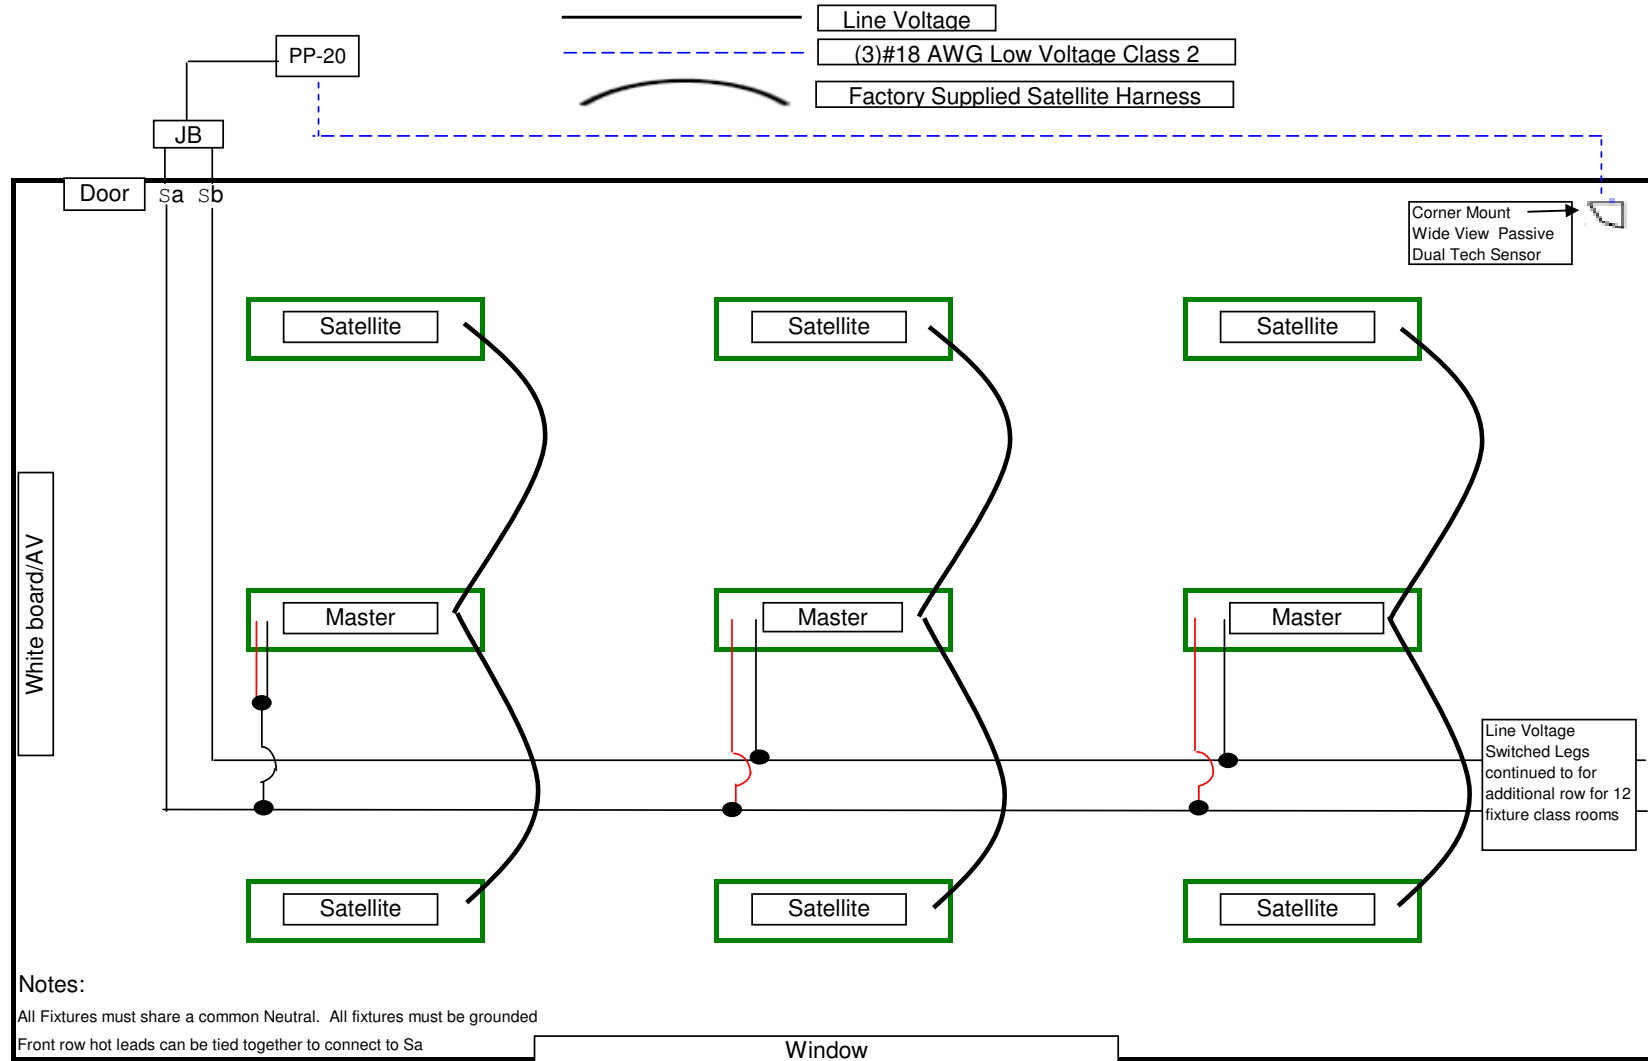 Line Voltage
(3)#18 AWG Low Voltage Class 2
Factory Supplied Satellite Harness
PP-20
JB
Door
Sa Sb
Corner Mount
Wide View Passive
Dual Tech Sensor
Satellite
Satellite
Satellite
White board/AV
Master
Master
Master
Line Voltage
Switched Legs
continued to for
additional row for 12
fixture class rooms
Satellite
Satellite
Satellite
Notes:
All Fixtures must share a common Neutral. All fixtures must be grounded
Front row hot leads can be tied together to connect to Sa
Window